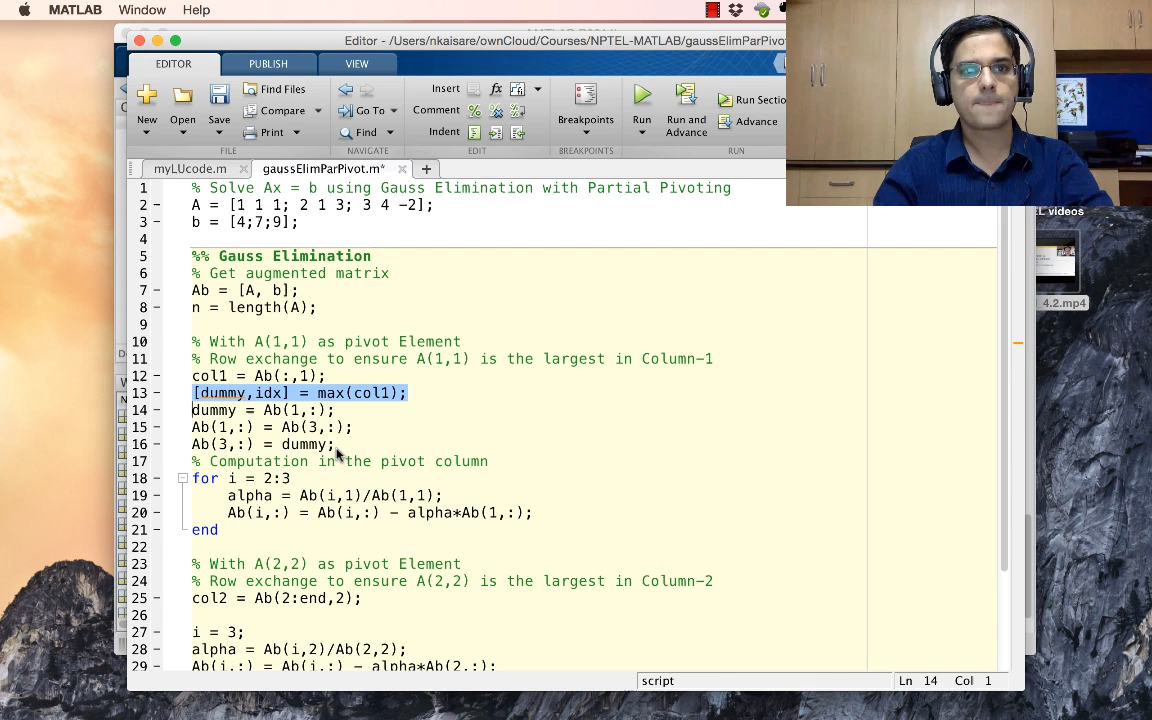 MATLAB Window Help
Editor - /Users/nkaisare/ownCloud/Courses/NPTEL-MATLAB/gaussElimParPivo
EDITOR PUBLISH VIEW
New Open Save Find Files Compare Print
Go To Find
Insert
Comment
Indent
Breakpoints Run Run and Advance Run Sectio Advance
FILE NAVIGATE EDIT BREAKPOINTS RUN
myLUcode.m gaussElimParPivot.m*
1 % Solve Ax = b using Gauss Elimination with Partial Pivoting
2 - A = [1 1 1; 2 1 3; 3 4 -2];
3 - b = [4;7;9];
4
5 %% Gauss Elimination
6 % Get augmented matrix
7 - Ab = [A, b];
8 - n = length(A);
9
10 % With A(1,1) as pivot Element
11 % Row exchange to ensure A(1,1) is the largest in Column-1
12 - col1 = Ab(:,1);
13 - [dummy,idx] = max(col1);
14 - dummy = Ab(1,:);
15 - Ab(1,:) = Ab(3,:);
16 - Ab(3,:) = dummy;
17 % Computation in the pivot column
18 - for i = 2:3
19 - alpha = Ab(i,1)/Ab(1,1);
20 - Ab(i,:) = Ab(i,:) - alpha*Ab(1,:);
21 - end
22
23 % With A(2,2) as pivot Element
24 % Row exchange to ensure A(2,2) is the largest in Column-2
25 - col2 = Ab(2:end,2);
26
27 - i = 3;
28 - alpha = Ab(i,2)/Ab(2,2);
29 - Ab(i,:) = Ab(i,:) - alpha*Ab(2,:);
script Ln 14 Col 1
EL videos
4.2.mp4